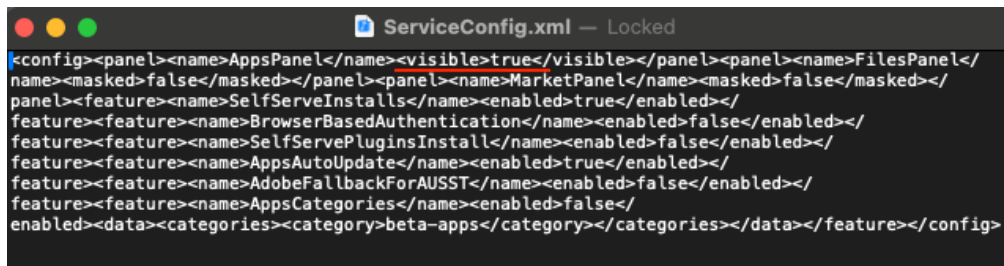 ServiceConfig.xml — Locked
<config><panel><name>AppsPanel</name><visible>true</visible></panel><panel><name>FilesPanel</
name><masked>false</masked></panel><panel><name>MarketPanel</name><masked>false</masked></
panel><feature><name>SelfServeInstalls</name><enabled>true</enabled></
feature><feature><name>BrowserBasedAuthentication</name><enabled>false</enabled></
feature><feature><name>SelfServePluginsInstall</name><enabled>false</enabled></
feature><feature><name>AppsAutoUpdate</name><enabled>true</enabled></
feature><feature><name>AdobeFallbackForAUSST</name><enabled>false</enabled></
feature><feature><name>AppsCategories</name><enabled>false</
enabled><data><categories><category>beta-apps</category></categories></data></feature></config>